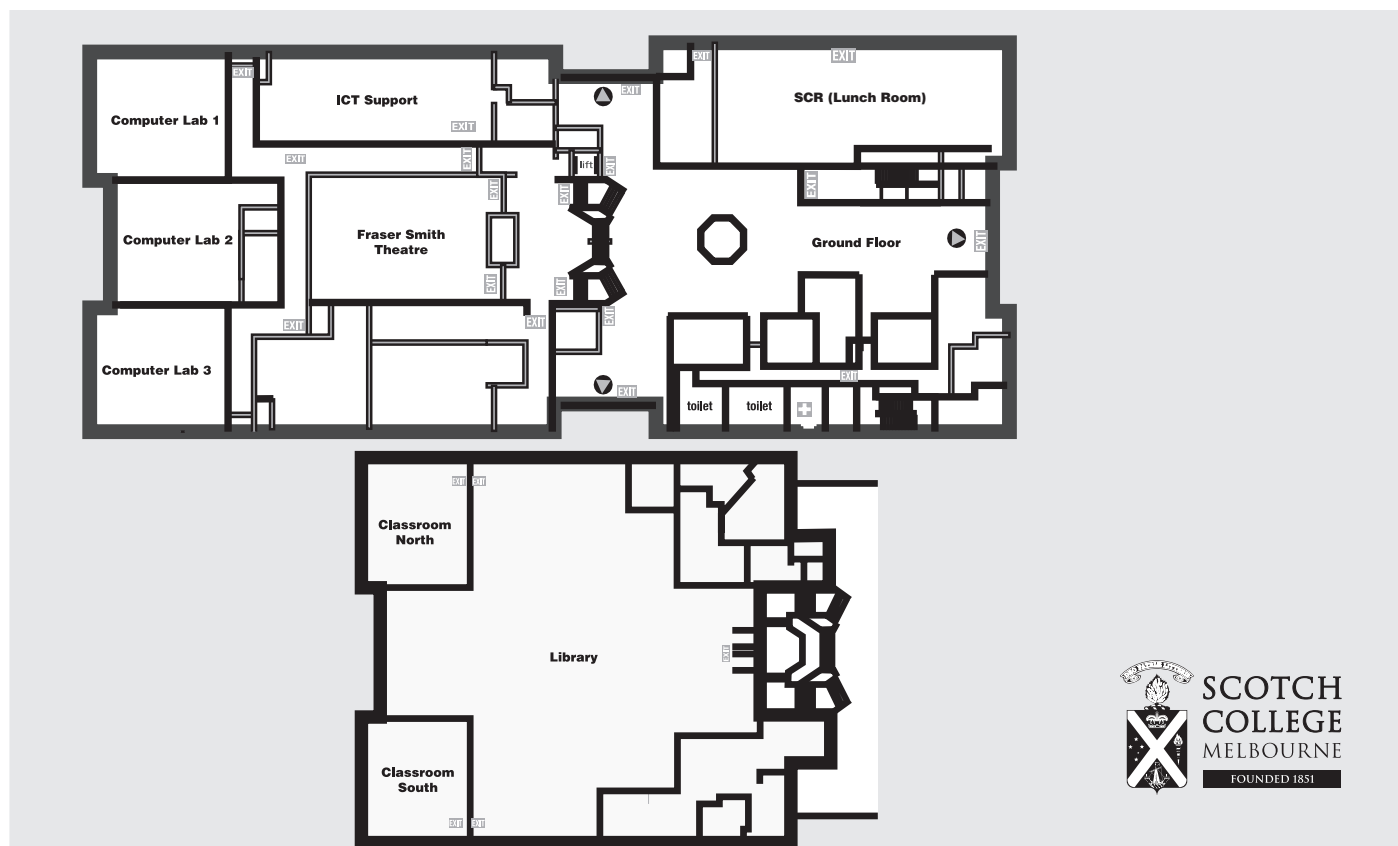 EXIT
EXIT
EXIT
EXIT
ICT Support
SCR (Lunch Room)
Computer Lab 1
EXIT
EXIT
EXIT
lift
EXIT
EXIT
EXIT
EXIT
Computer Lab 2
Fraser Smith
Theatre
Ground Floor
EXIT
EXIT
EXIT
EXIT
EXIT
EXIT
Computer Lab 3
EXIT
EXIT
toilet
toilet
EXIT
EXIT
Classroom
North
Library
EXIT
Classroom
South
EXIT
EXIT
SCOTCH
COLLEGE
MELBOURNE
FOUNDED 1851